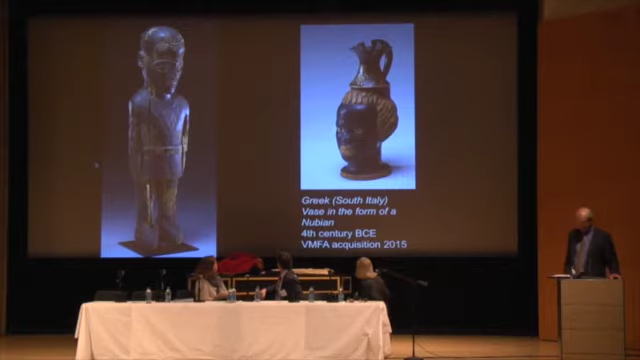 Greek (South Italy)
Vase in the form of a
Nubian
4th century BCE
VMFA acquisition 2015